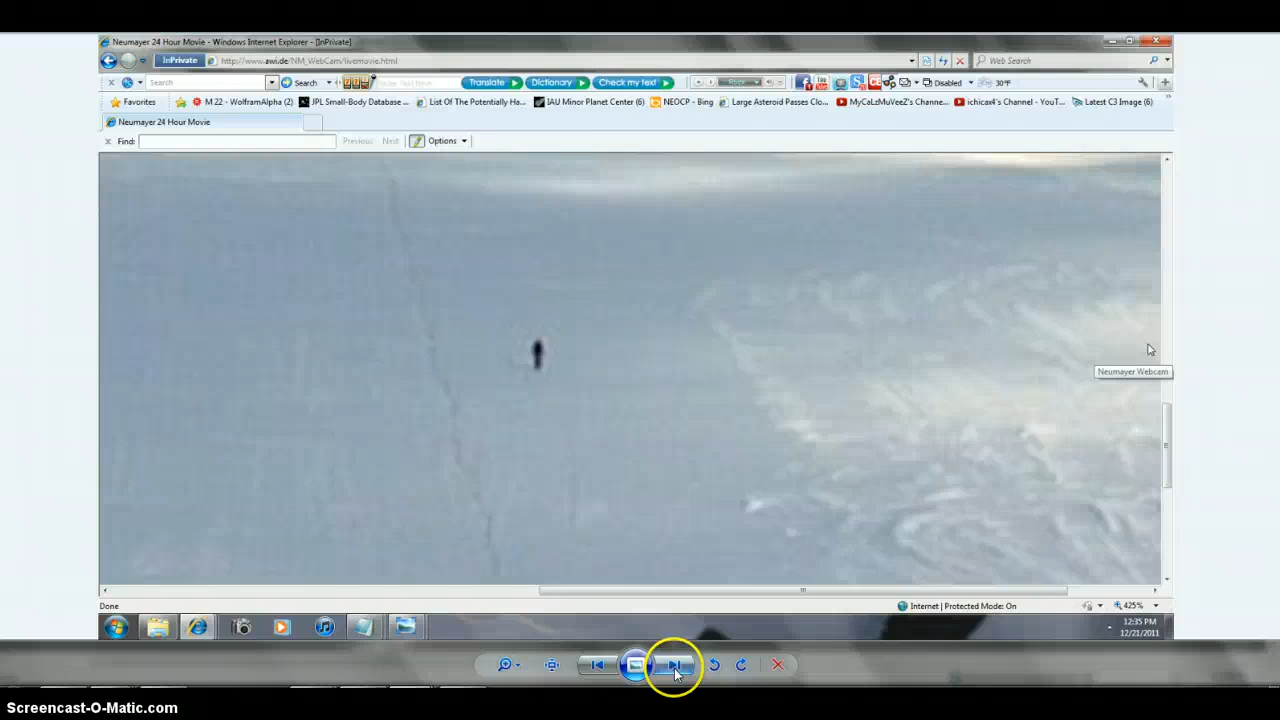 Neumayer 24 Hour Movie - Windows Internet Explorer - [InPrivate]
InPrivate http://www.awi.de/NM_WebCam/livemovie.html Web Search
Search Search Translate Dictionary Check my text Disabled 30°F
Favorites M 22 - WolframAlpha (2) JPL Small-Body Database ... List Of The Potentially Ha... IAU Minor Planet Center (6) NEOCP - Bing Large Asteroid Passes Clo... MyCaLzMuVeeZ's Channe... ichicax4's Channel - YouT... Latest C3 Image (6)
Neumayer 24 Hour Movie
Find: Previous Next Options
Neumayer Webcam
Done Internet | Protected Mode: On 425%
12:35 PM
12/21/2011
Screencast-O-Matic.com